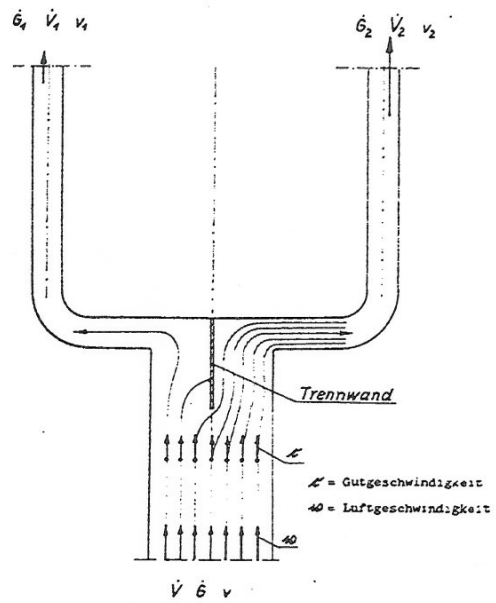 Ġ₁ V̇₁ v₁
Ġ₂ V̇₂ v₂
Trennwand
c
c = Gutgeschwindigkeit
w = Luftgeschwindigkeit
w
V̇ Ġ v